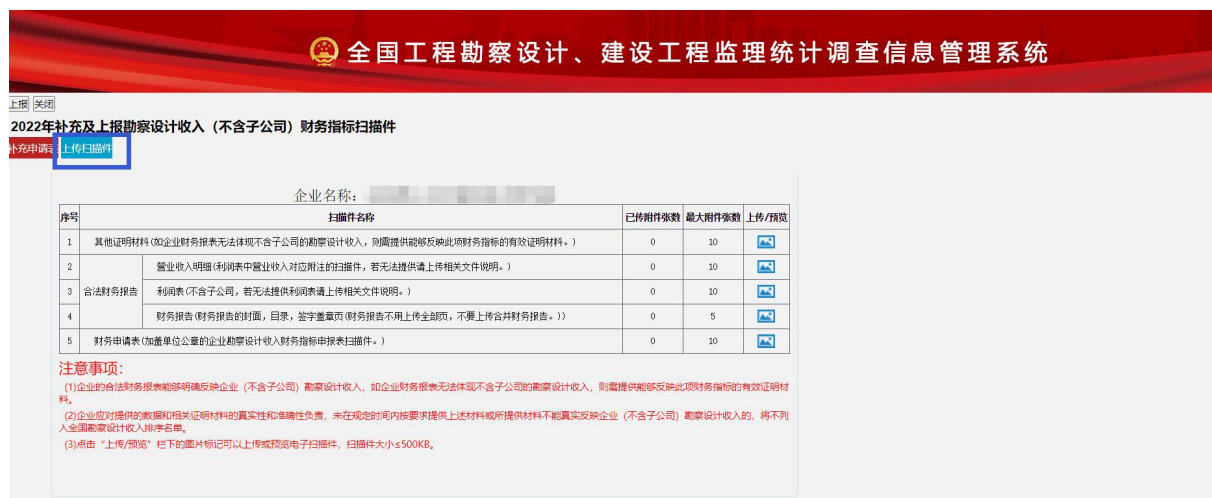 全国工程勘察设计、建设工程监理统计调查信息管理系统
上报 关闭
2022年补充及上报勘察设计收入（不含子公司）财务指标扫描件
补充申请表 上传扫描件
企业名称：
序号 扫描件名称 已传附件张数 最大附件张数 上传/预览
1 其他证明材料(如企业财务报表无法体现不含子公司的勘察设计收入，则需提供能够反映此项财务指标的有效证明材料。) 0 10
2 营业收入明细(利润表中营业收入对应附注的扫描件，若无法提供请上传相关文件说明。) 0 10
3 合法财务报告 利润表(不含子公司，若无法提供利润表请上传相关文件说明。) 0 10
4 财务报告(财务报告的封面，目录，签字盖章页(财务报告不用上传全部页，不要上传合并财务报告。)) 0 5
5 财务申请表(加盖单位公章的企业勘察设计收入财务指标申报表扫描件。) 0 10
注意事项：
(1)企业的合法财务报表能够明确反映企业（不含子公司）勘察设计收入，如企业财务报表无法体现不含子公司的勘察设计收入，则需提供能够反映此项财务指标的有效证明材
料。
(2)企业应对提供的数据和相关证明材料的真实性和准确性负责，未在规定时间内按要求提供上述材料或所提供材料不能真实反映企业（不含子公司）勘察设计收入的，将不列
入全国勘察设计收入排序名单。
(3)点击“上传/预览”栏下的图片标记可以上传或预览电子扫描件，扫描件大小≤500KB。